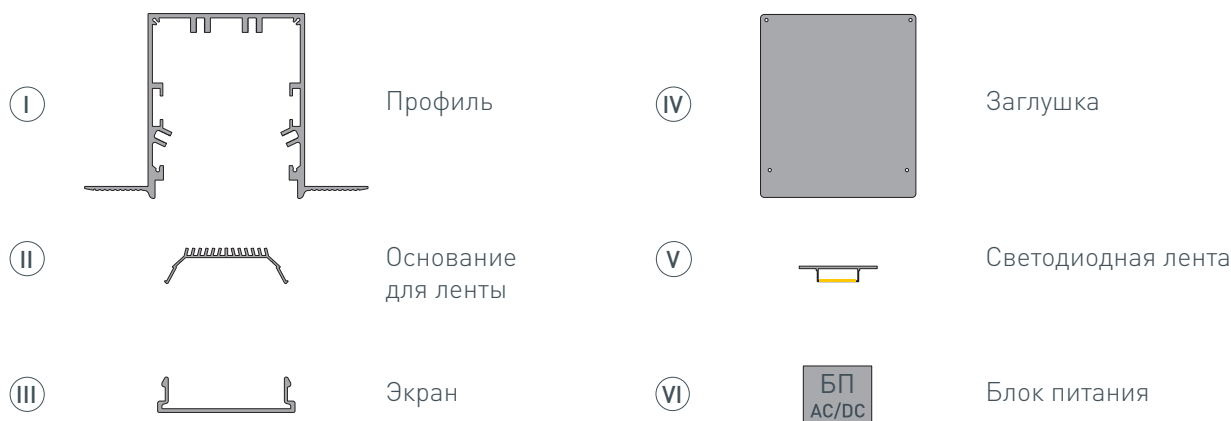 I
Профиль
IV
Заглушка
II
Основание
для ленты
V
Светодиодная лента
III
Экран
VI
БП
AC/DC
Блок питания